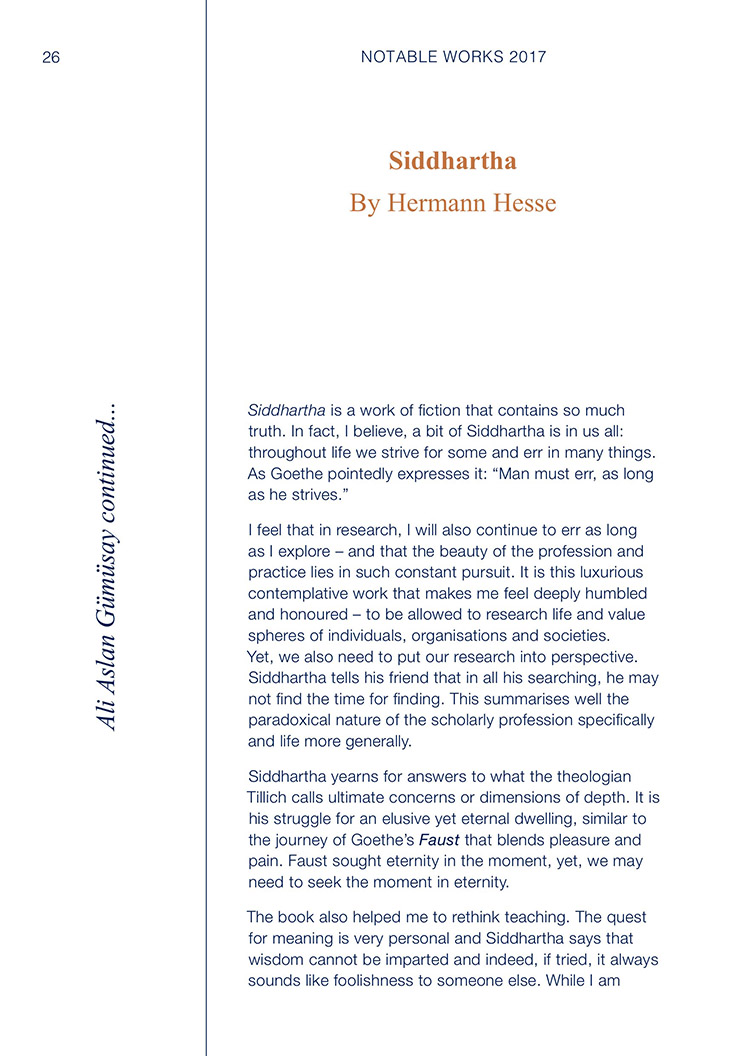 26
NOTABLE WORKS 2017
Siddhartha
By Hermann Hesse
Ali Aslan Gümüsay continued...
Siddhartha is a work of fiction that contains so much
truth. In fact, I believe, a bit of Siddhartha is in us all:
throughout life we strive for some and err in many things.
As Goethe pointedly expresses it: “Man must err, as long
as he strives.”
I feel that in research, I will also continue to err as long
as I explore – and that the beauty of the profession and
practice lies in such constant pursuit. It is this luxurious
contemplative work that makes me feel deeply humbled
and honoured – to be allowed to research life and value
spheres of individuals, organisations and societies.
Yet, we also need to put our research into perspective.
Siddhartha tells his friend that in all his searching, he may
not find the time for finding. This summarises well the
paradoxical nature of the scholarly profession specifically
and life more generally.
Siddhartha yearns for answers to what the theologian
Tillich calls ultimate concerns or dimensions of depth. It is
his struggle for an elusive yet eternal dwelling, similar to
the journey of Goethe’s Faust that blends pleasure and
pain. Faust sought eternity in the moment, yet, we may
need to seek the moment in eternity.
The book also helped me to rethink teaching. The quest
for meaning is very personal and Siddhartha says that
wisdom cannot be imparted and indeed, if tried, it always
sounds like foolishness to someone else. While I am